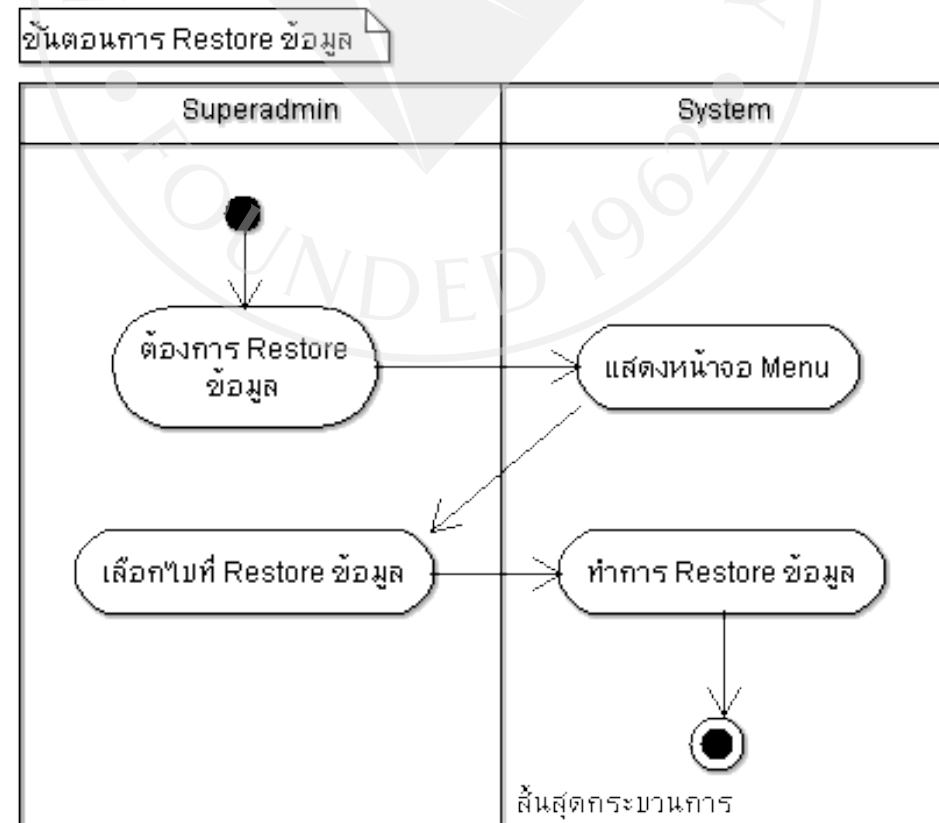 ขั้นตอนการ Restore ข้อมูล
Superadmin
System
FOUNDED 1962
ต้องการ Restore
ข้อมูล
แสดงหน้าจอ Menu
เลือกไปที่ Restore ข้อมูล
ทำการ Restore ข้อมูล
สิ้นสุดกระบวนการ